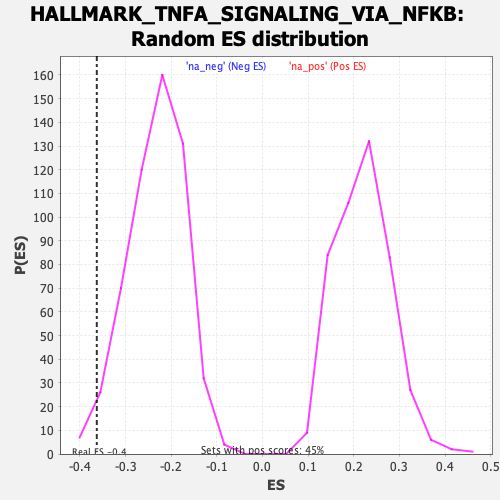 HALLMARK_TNFA_SIGNALING_VIA_NFKB:
Random ES distribution
'na_neg' (Neg ES) 'na_pos' (Pos ES)
P(ES)
160
150
140
130
120
110
100
90
80
70
60
50
40
30
20
10
0
Real ES -0.4
Sets with pos scores: 45%
-0.4 -0.3 -0.2 -0.1 0.0 0.1 0.2 0.3 0.4 0.5
ES